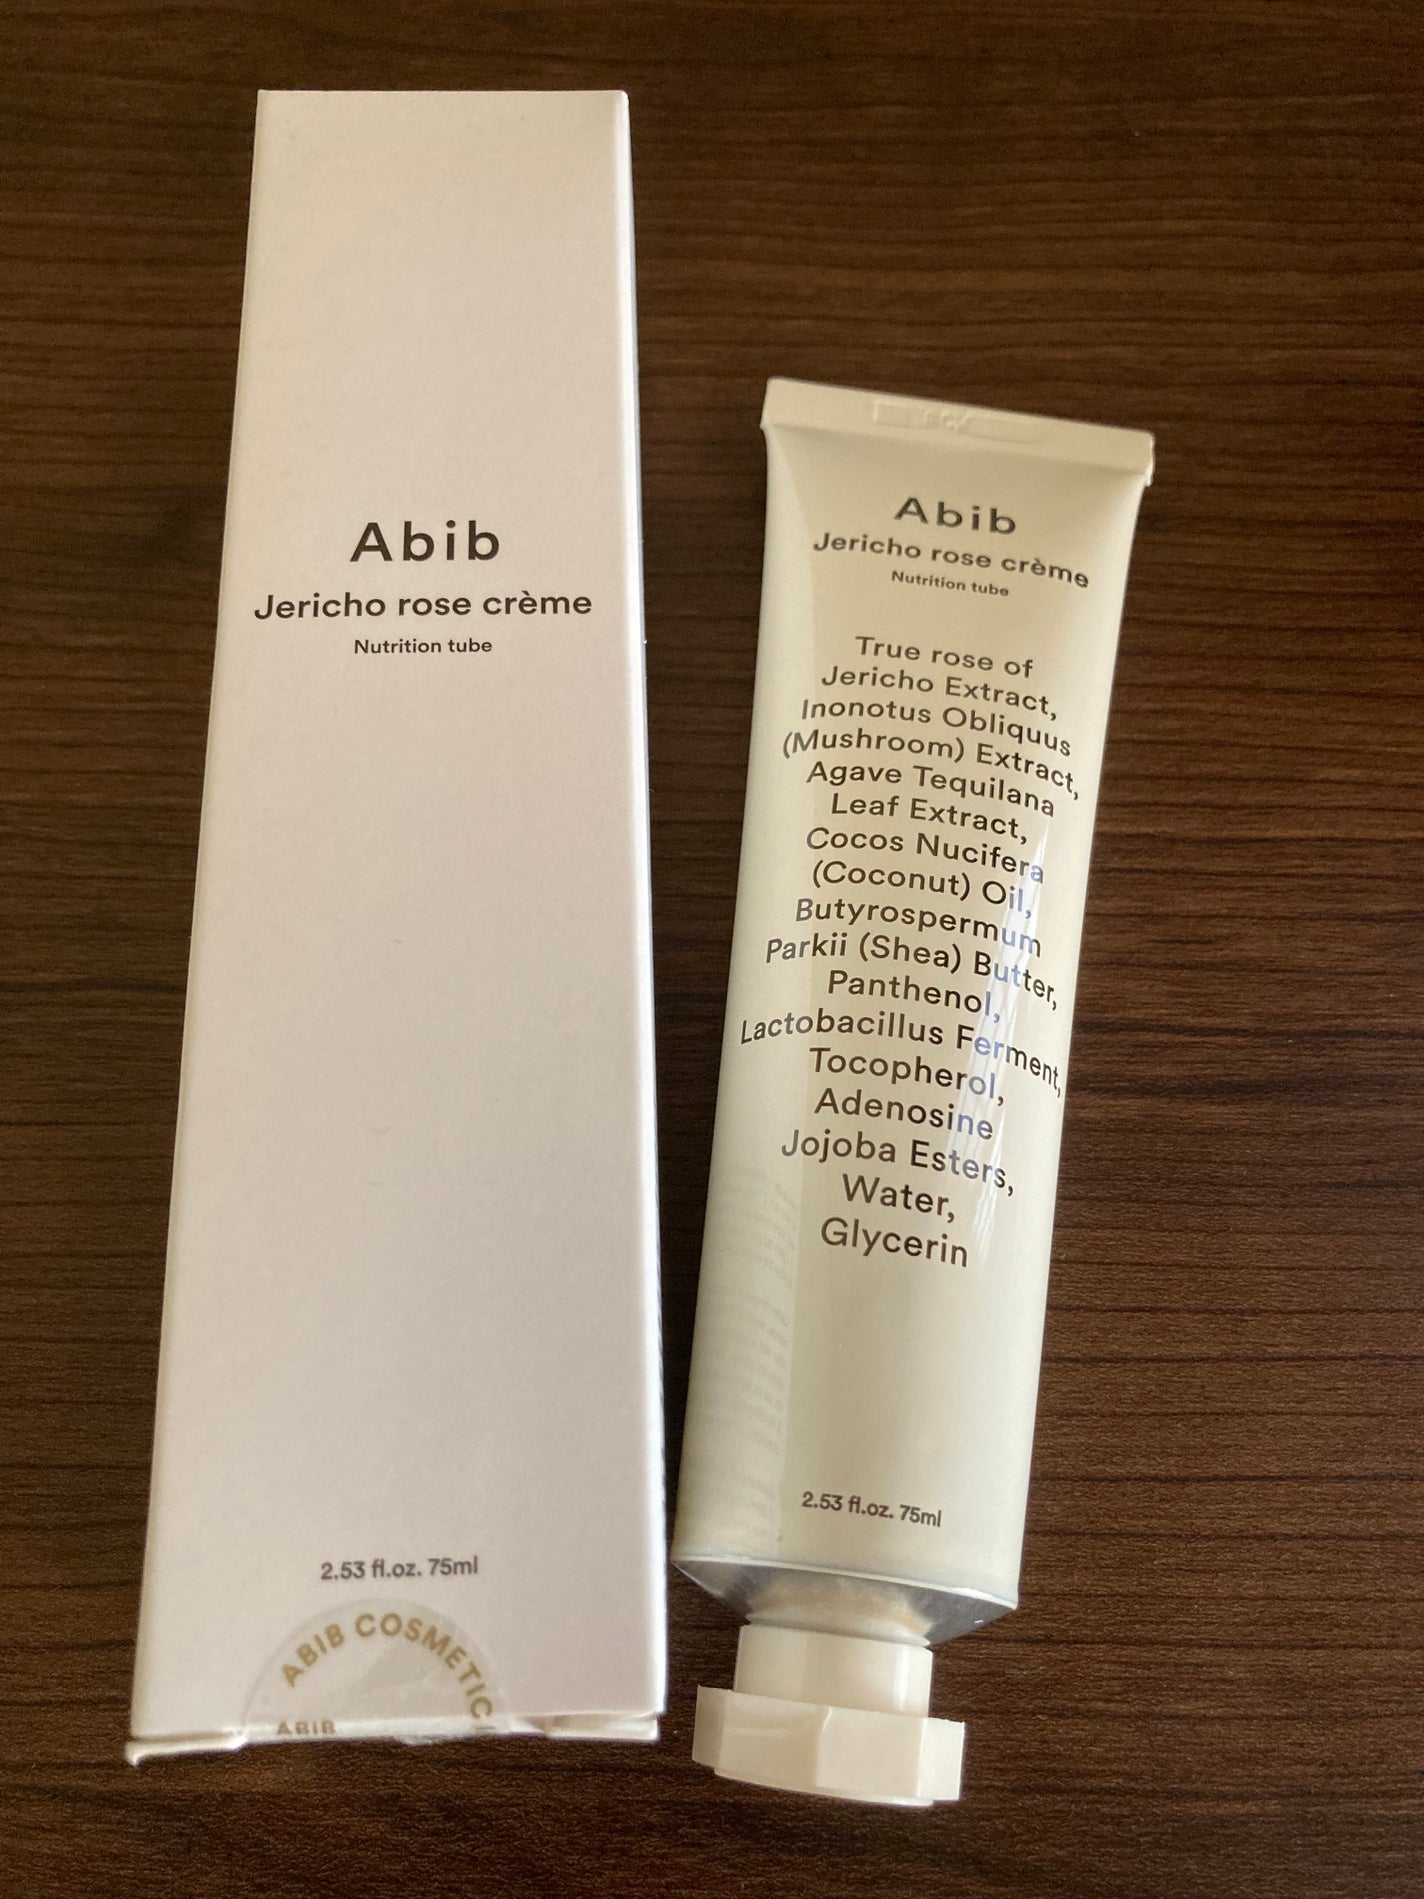 Abib
Jericho rose crème
Nutrition tube
2.53 fl.oz. 75ml
ABIB COSMETIC
ABIB
Abib
Jericho rose crème
Nutrition tube
True rose of
Jericho Extract,
Inonotus Obliquus
(Mushroom) Extract,
Agave Tequilana
Leaf Extract,
Cocos Nucifera
(Coconut) Oil,
Butyrospermum
Parkii (Shea) Butter,
Panthenol,
Lactobacillus Ferment,
Tocopherol,
Adenosine
Jojoba Esters,
Water,
Glycerin
2.53 fl.oz. 75ml